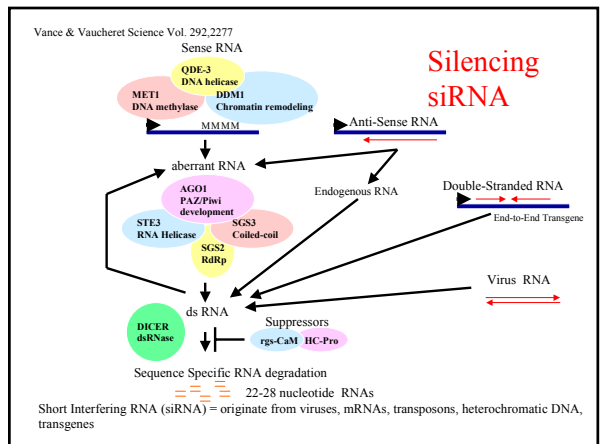 Vance & Vaucheret Science Vol. 292,2277
Sense RNA
Silencing
siRNA
QDE-3
DNA helicase
MET1
DNA methylase
DDM1
Chromatin remodeling
MMMM
Anti-Sense RNA
aberrant RNA
AGO1
PAZ/Piwi
development
Endogenous RNA
Double-Stranded RNA
End-to-End Transgene
STE3
RNA Helicase
SGS3
Coiled-coil
SGS2
RdRp
Virus RNA
ds RNA
DICER
dsRNase
Suppressors
rgs-CaM
HC-Pro
Sequence Specific RNA degradation
22-28 nucleotide RNAs
Short Interfering RNA (siRNA) = originate from viruses, mRNAs, transposons, heterochromatic DNA,
transgenes